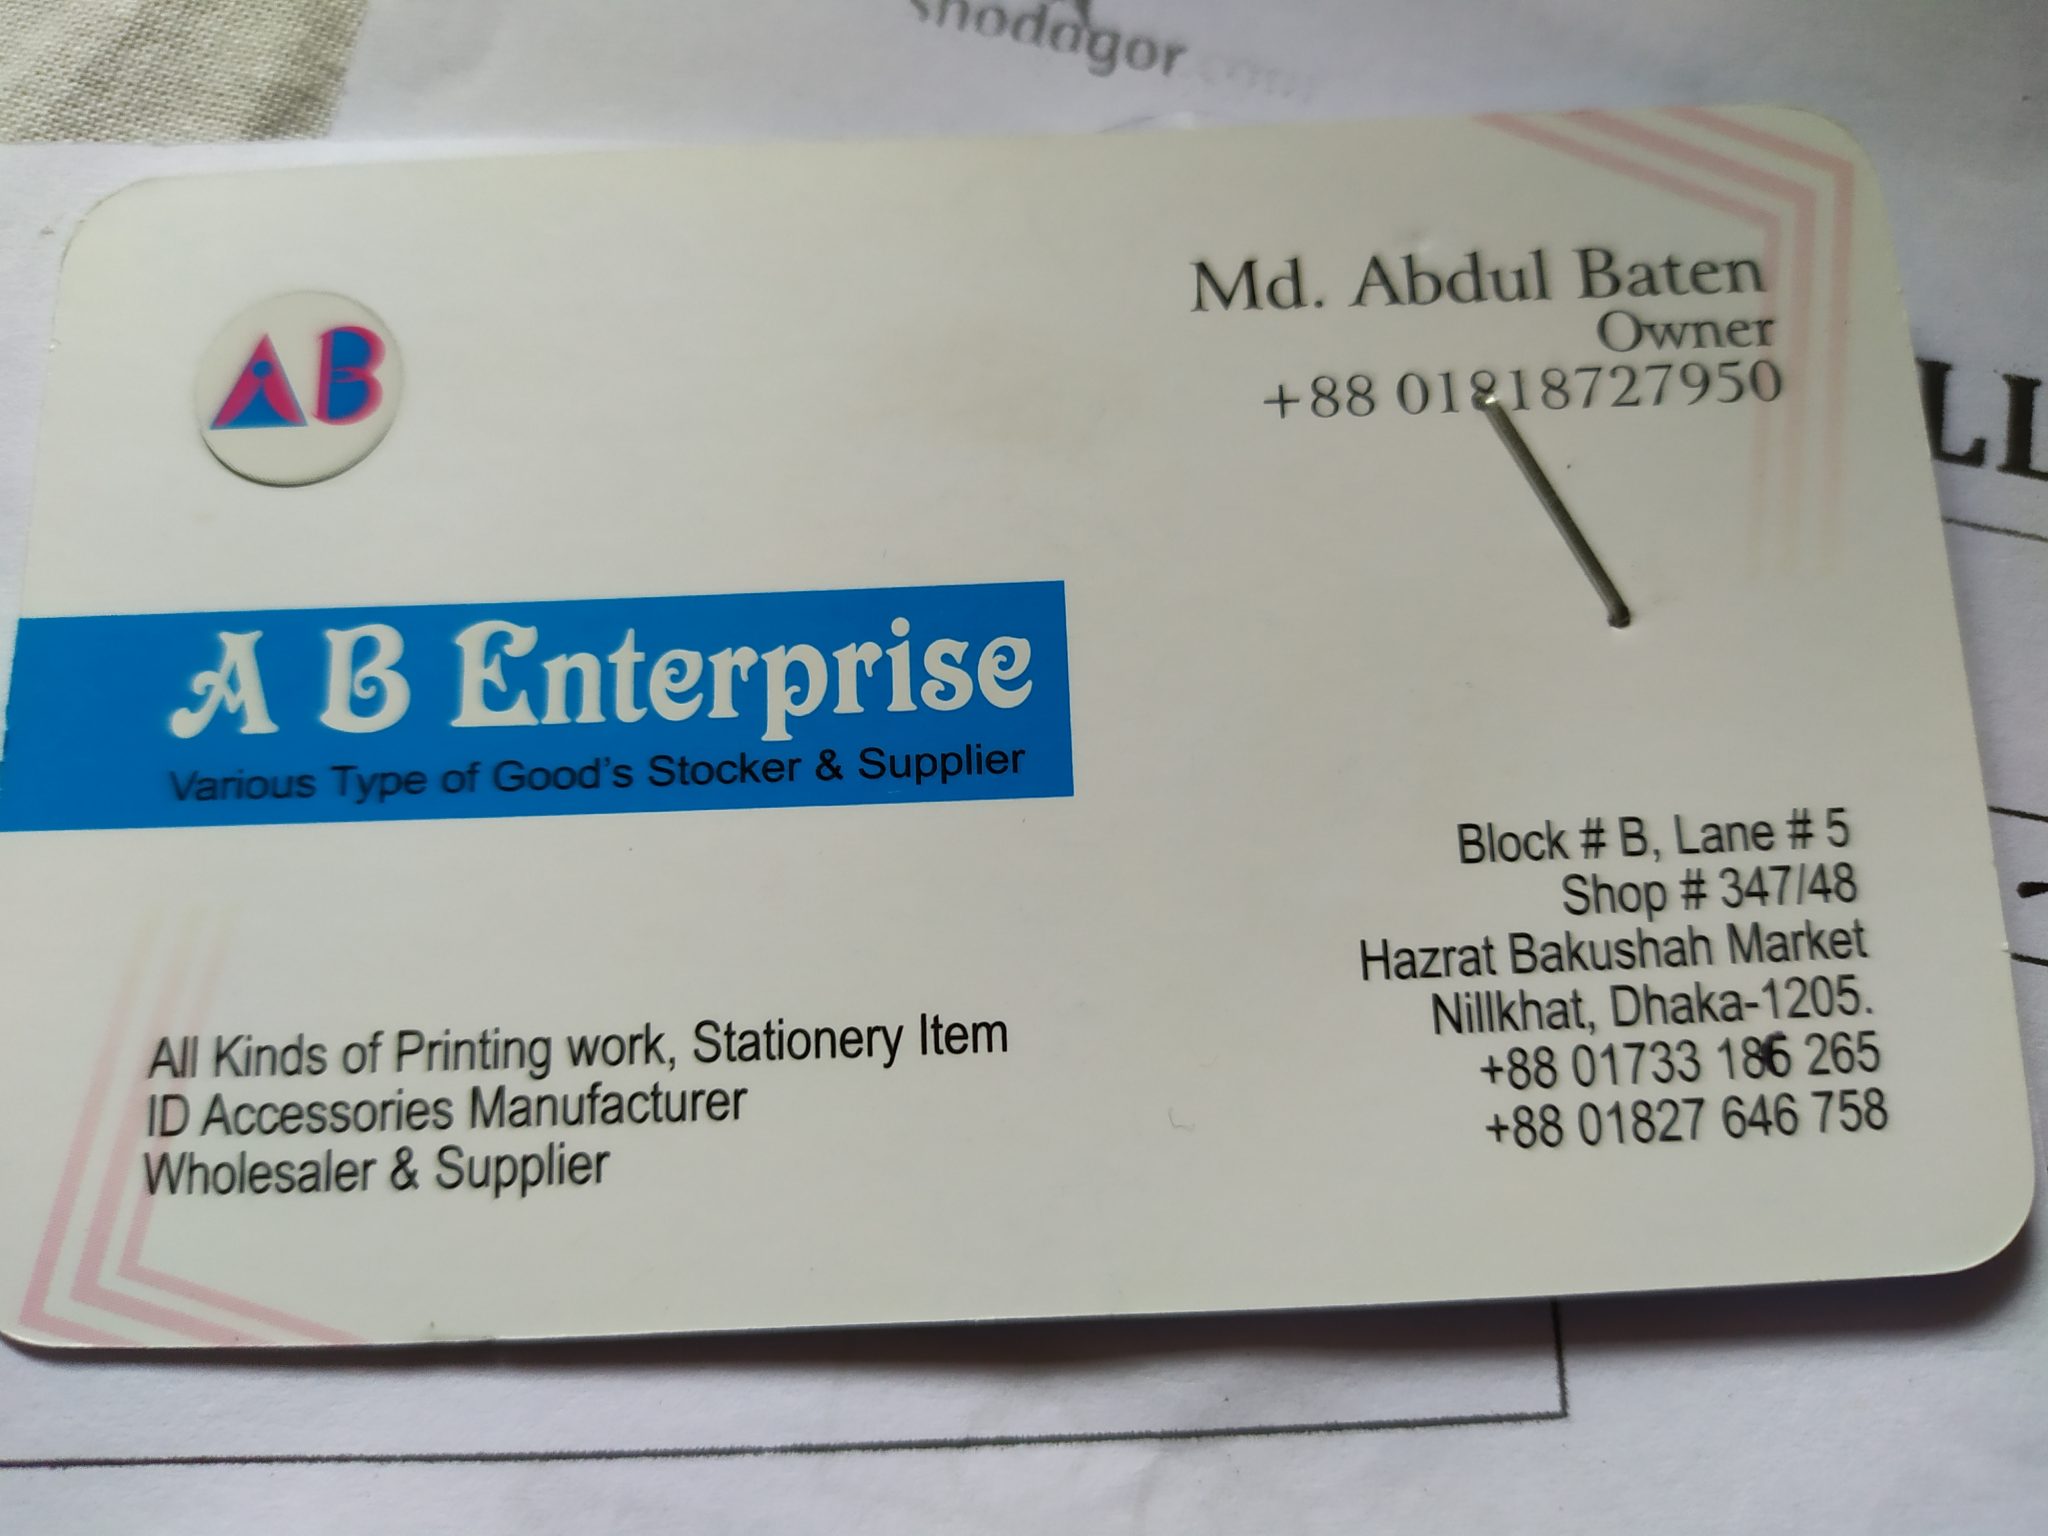 shodagor.com
AB
Md. Abdul Baten
Owner
+88 01818727950
A B Enterprise
Various Type of Good's Stocker & Supplier
Block # B, Lane # 5
Shop # 347/48
Hazrat Bakushah Market
Nillkhat, Dhaka-1205.
+88 01733 186 265
+88 01827 646 758
All Kinds of Printing work, Stationery Item
ID Accessories Manufacturer
Wholesaler & Supplier